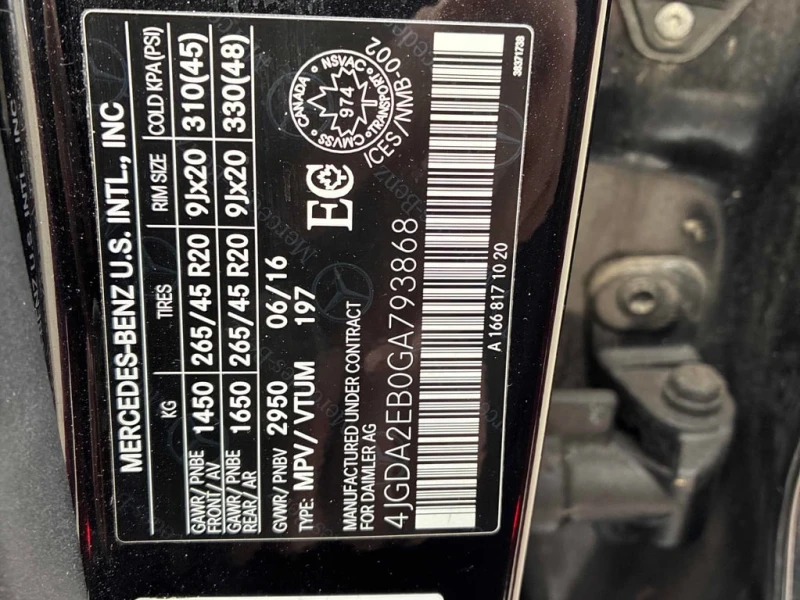 MERCEDES-BENZ U.S. INTL., INC
KG TIRES RIM SIZE COLD KPA (PSI)
GAWR / PNBE
FRONT / AV 1450 265/45 R20 9Jx20 310(45)
GAWR / PNBE
REAR / AR 1650 265/45 R20 9Jx20 330(48)
GVWR / PNBV 2950 06/16
TYPE: MPV/ VTUM 197
EC
CANADA NSVAC
974 T
CMVSS TRANSPORT
ICES/NMB-002
MANUFACTURED UNDER CONTRACT
FOR DAIMLER AG
4JGDA2EB0GA793868
A 166 817 10 20
39371739